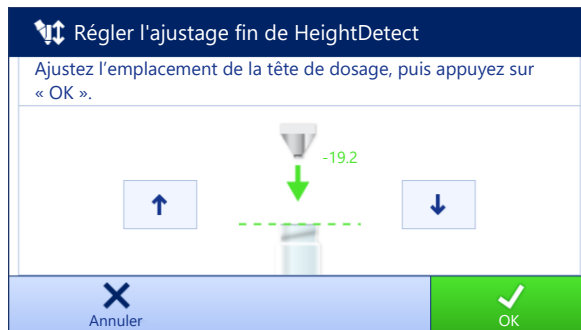 Régler l'ajustage fin de HeightDetect
Ajustez l’emplacement de la tête de dosage, puis appuyez sur
« OK ».
-19.2
Annuler
OK